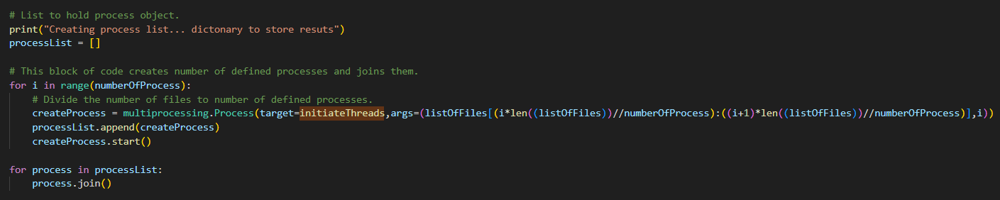 # List to hold process object.
print("Creating process list... dictonary to store resuts")
processList = []
# This block of code creates number of defined processes and joins them.
for i in range(numberOfProcess):
    # Divide the number of files to number of defined processes.
    createProcess = multiprocessing.Process(target=initiateThreads,args=(listOfFiles[(i*len((listOfFiles))//numberOfProcess):((i+1)*len((listOfFiles))//numberOfProcess)],i))
    processList.append(createProcess)
    createProcess.start()
for process in processList:
    process.join()